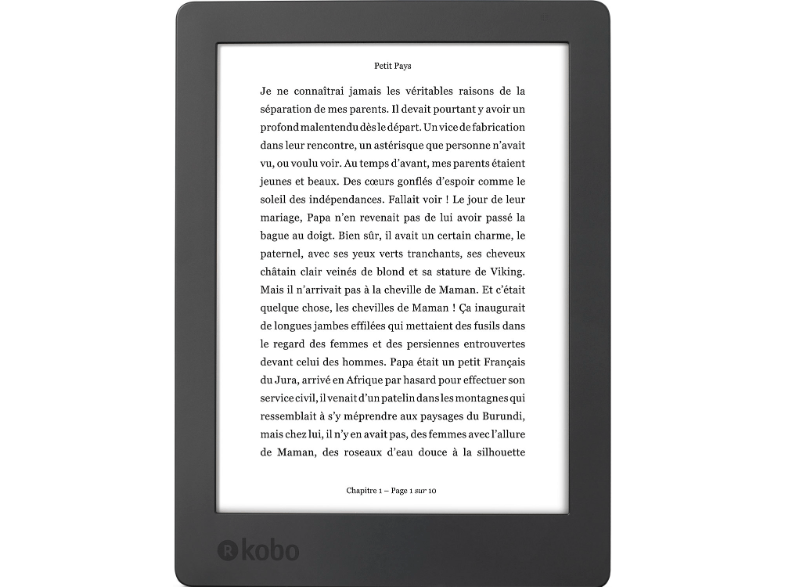 Petit Pays
Je ne connaîtrai jamais les véritables raisons de la
séparation de mes parents. Il devait pourtant y avoir un
profond malentendu dès le départ. Un vice de fabrication
dans leur rencontre, un astérisque que personne n'avait
vu, ou voulu voir. Au temps d'avant, mes parents étaient
jeunes et beaux. Des cœurs gonflés d'espoir comme le
soleil des indépendances. Fallait voir ! Le jour de leur
mariage, Papa n'en revenait pas de lui avoir passé la
bague au doigt. Bien sûr, il avait un certain charme, le
paternel, avec ses yeux verts tranchants, ses cheveux
châtain clair veinés de blond et sa stature de Viking.
Mais il n'arrivait pas à la cheville de Maman. Et c'était
quelque chose, les chevilles de Maman ! Ça inaugurait
de longues jambes effilées qui mettaient des fusils dans
le regard des femmes et des persiennes entrouvertes
devant celui des hommes. Papa était un petit Français
du Jura, arrivé en Afrique par hasard pour effectuer son
service civil, il venait d'un patelin dans les montagnes qui
ressemblait à s'y méprendre aux paysages du Burundi,
mais chez lui, il n'y en avait pas, des femmes avec l'allure
de Maman, des roseaux d'eau douce à la silhouette
Chapitre 1 – Page 1 sur 10
R kobo